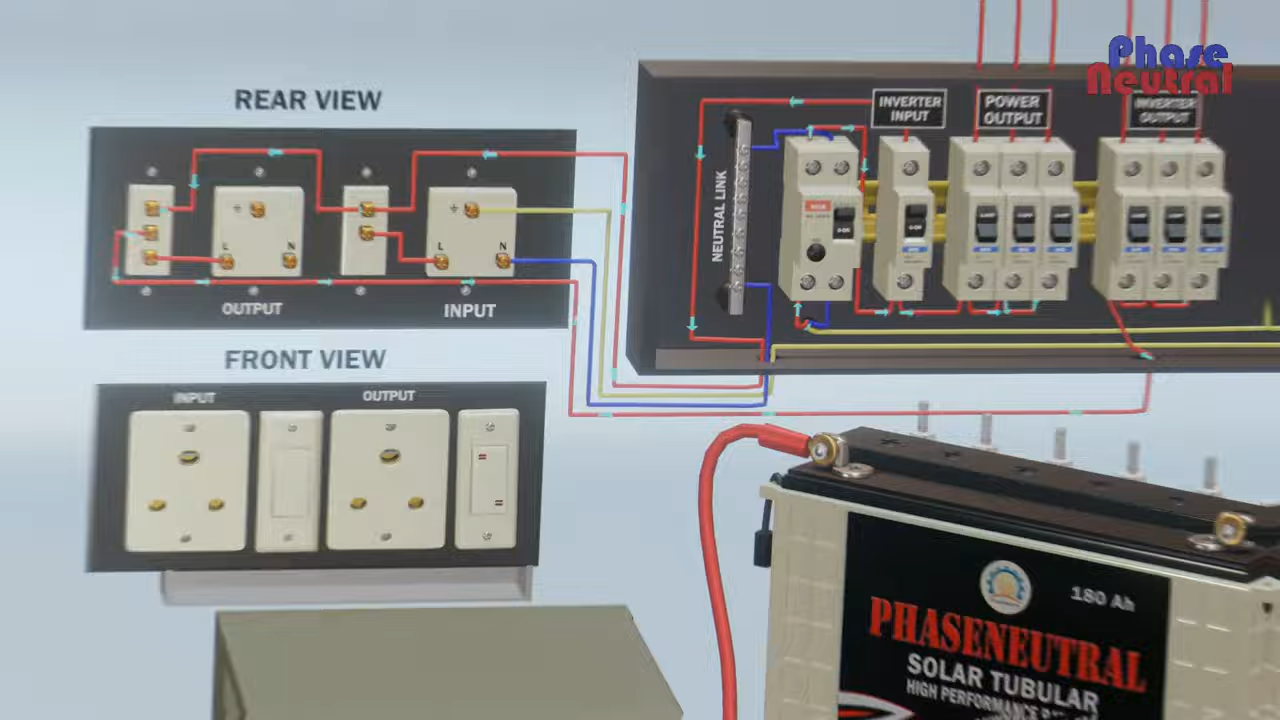 Phase
Neutral
REAR VIEW
INVERTER
INPUT
POWER
OUTPUT
INVERTER
OUTPUT
NEUTRAL LINK
L
N
L
N
OUTPUT
INPUT
FRONT VIEW
INPUT
OUTPUT
180 Ah
PHASENEUTRAL
SOLAR TUBULAR
HIGH PERFORMANCE